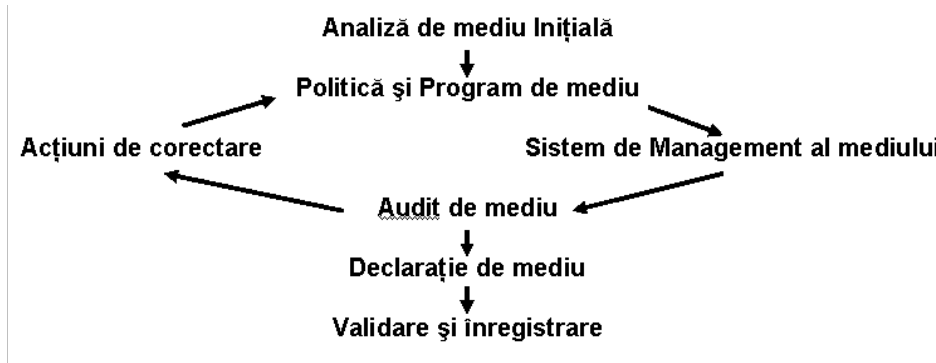 Analiză de mediu Inițială
Politică şi Program de mediu
Acțiuni de corectare
Sistem de Management al mediului
Audit de mediu
Declarație de mediu
Validare şi înregistrare